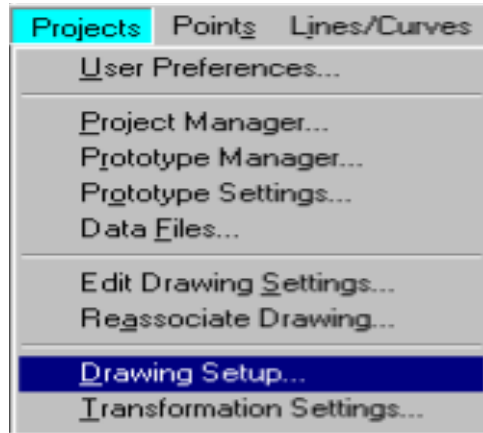 Projects Points Lines/Curves
User Preferences...
Project Manager...
Prototype Manager...
Prototype Settings...
Data Files...
Edit Drawing Settings...
Reassociate Drawing...
Drawing Setup...
Transformation Settings...